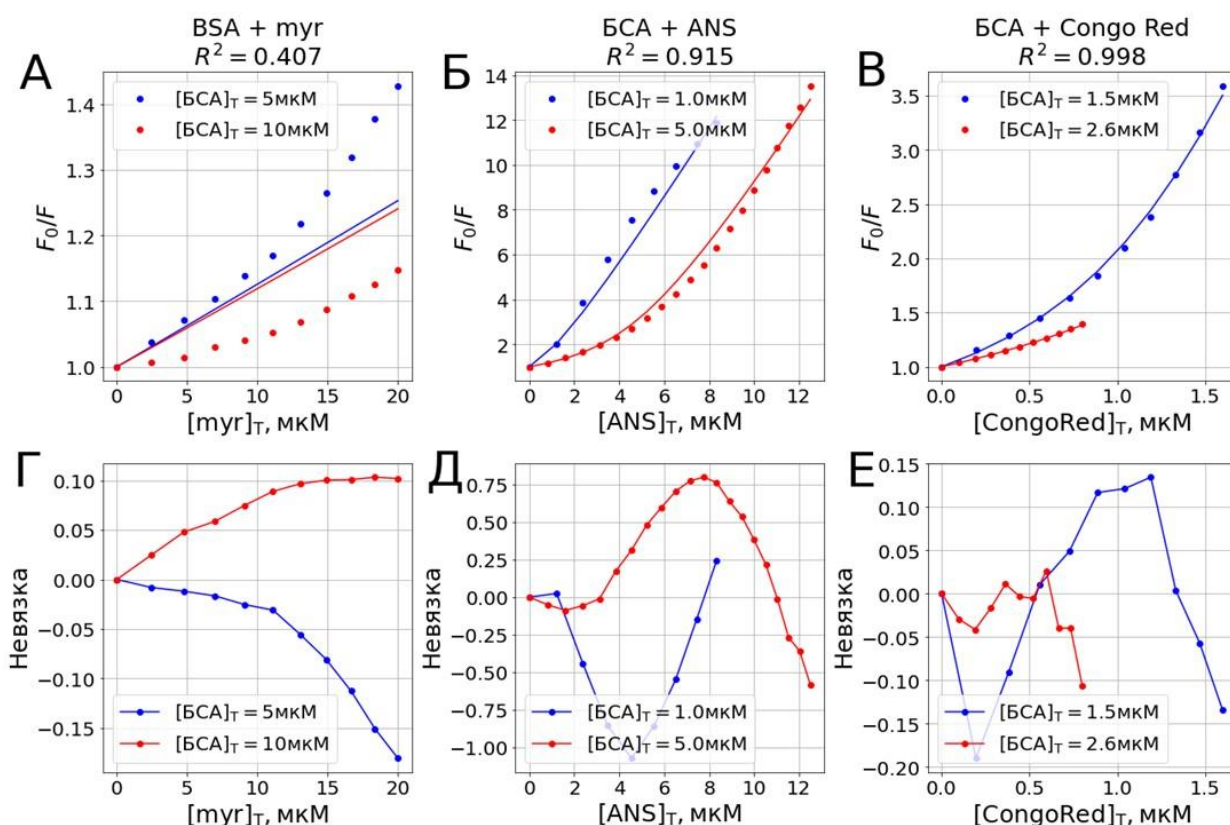 А
BSA + myr
R² = 0.407
F₀/F
1.4
1.3
1.2
1.1
1.0
[БСА]ᴛ = 5мкМ
[БСА]ᴛ = 10мкМ
0 5 10 15 20
[myr]ᴛ, мкМ
Б
БСА + ANS
R² = 0.915
F₀/F
14
12
10
8
6
4
2
[БСА]ᴛ = 1.0мкМ
[БСА]ᴛ = 5.0мкМ
0 2 4 6 8 10 12
[ANS]ᴛ, мкМ
В
БСА + Congo Red
R² = 0.998
F₀/F
3.5
3.0
2.5
2.0
1.5
1.0
[БСА]ᴛ = 1.5мкМ
[БСА]ᴛ = 2.6мкМ
0.0 0.5 1.0 1.5
[CongoRed]ᴛ, мкМ
Г
Невязка
0.10
0.05
0.00
−0.05
−0.10
−0.15
[БСА]ᴛ = 5мкМ
[БСА]ᴛ = 10мкМ
0 5 10 15 20
[myr]ᴛ, мкМ
Д
Невязка
0.75
0.50
0.25
0.00
−0.25
−0.50
−0.75
−1.00
[БСА]ᴛ = 1.0мкМ
[БСА]ᴛ = 5.0мкМ
0 2 4 6 8 10 12
[ANS]ᴛ, мкМ
Е
Невязка
0.15
0.10
0.05
0.00
−0.05
−0.10
−0.15
−0.20
[БСА]ᴛ = 1.5мкМ
[БСА]ᴛ = 2.6мкМ
0.0 0.5 1.0 1.5
[CongoRed]ᴛ, мкМ